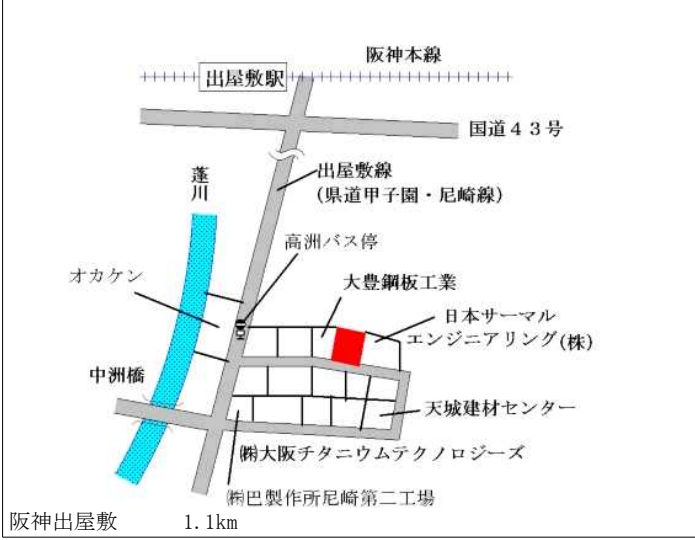 阪神本線
出屋敷駅
国道４３号
出屋敷線
(県道甲子園・尼崎線)
蓬川
高洲バス停
オカケン
大豊鋼板工業
日本サーマル
エンジニアリング(株)
中洲橋
天城建材センター
㈱大阪チタニウムテクノロジーズ
㈱巴製作所尼崎第二工場
阪神出屋敷　　　1.1km